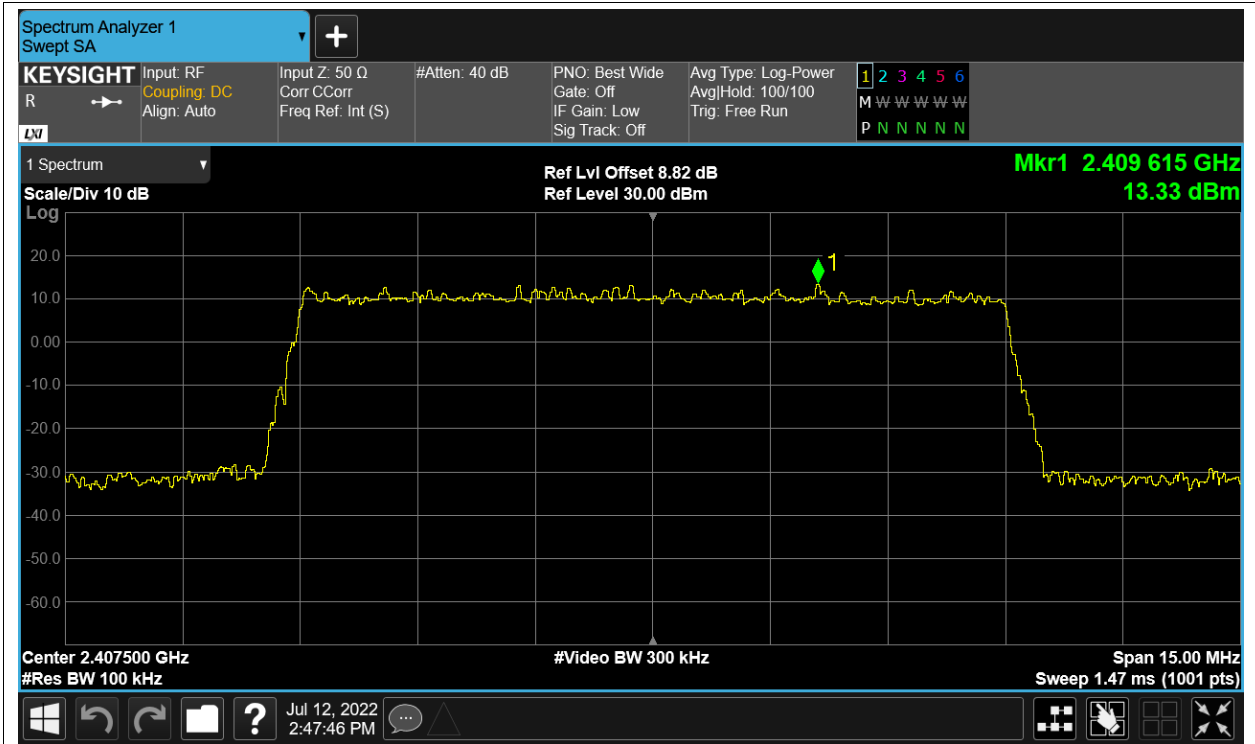 Spectrum Analyzer 1
Swept SA
KEYSIGHT
R
LXI
Input: RF
Coupling: DC
Align: Auto
Input Z: 50 Ω
Corr CCorr
Freq Ref: Int (S)
#Atten: 40 dB
PNO: Best Wide
Gate: Off
IF Gain: Low
Sig Track: Off
Avg Type: Log-Power
Avg|Hold: 100/100
Trig: Free Run
1 2 3 4 5 6
M W W W W W
P N N N N N
1 Spectrum
Scale/Div 10 dB
Log
Ref Lvl Offset 8.82 dB
Ref Level 30.00 dBm
Mkr1 2.409 615 GHz
13.33 dBm
1
20.0
10.0
0.00
-10.0
-20.0
-30.0
-40.0
-50.0
-60.0
Center 2.407500 GHz
#Video BW 300 kHz
Span 15.00 MHz
#Res BW 100 kHz
Sweep 1.47 ms (1001 pts)
?
Jul 12, 2022
2:47:46 PM